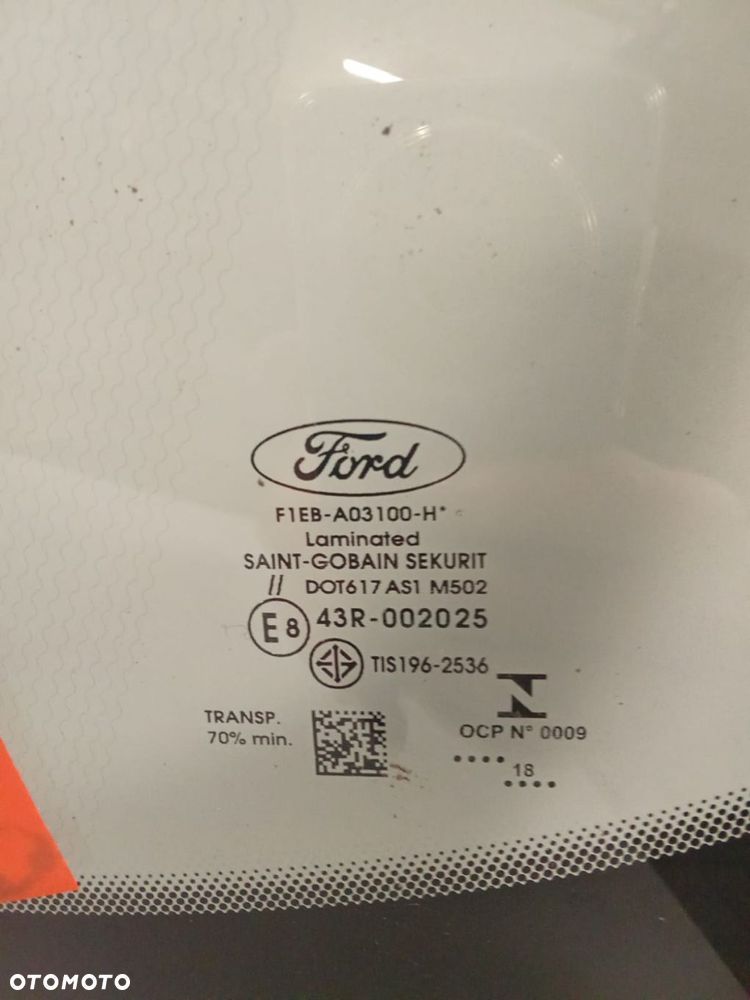 Ford
F1EB-A03100-H*
Laminated
SAINT-GOBAIN SEKURIT
// DOT617 AS1 M502
E8 43R-002025
TIS196-2536
N
TRANSP.
70% min.
OCP N° 0009
....
18
....
OTOMOTO